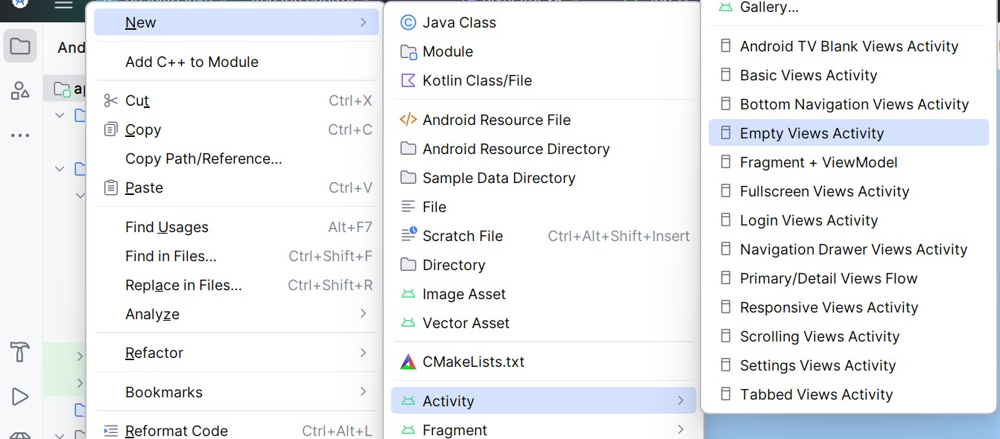 And
ap
New
Add C++ to Module
Cut Ctrl+X
Copy Ctrl+C
Copy Path/Reference...
Paste Ctrl+V
Find Usages Alt+F7
Find in Files... Ctrl+Shift+F
Replace in Files... Ctrl+Shift+R
Analyze
Refactor
Bookmarks
Reformat Code Ctrl+Alt+L
Java Class
Module
Kotlin Class/File
Android Resource File
Android Resource Directory
Sample Data Directory
File
Scratch File Ctrl+Alt+Shift+Insert
Directory
Image Asset
Vector Asset
CMakeLists.txt
Activity
Fragment
Gallery...
Android TV Blank Views Activity
Basic Views Activity
Bottom Navigation Views Activity
Empty Views Activity
Fragment + ViewModel
Fullscreen Views Activity
Login Views Activity
Navigation Drawer Views Activity
Primary/Detail Views Flow
Responsive Views Activity
Scrolling Views Activity
Settings Views Activity
Tabbed Views Activity